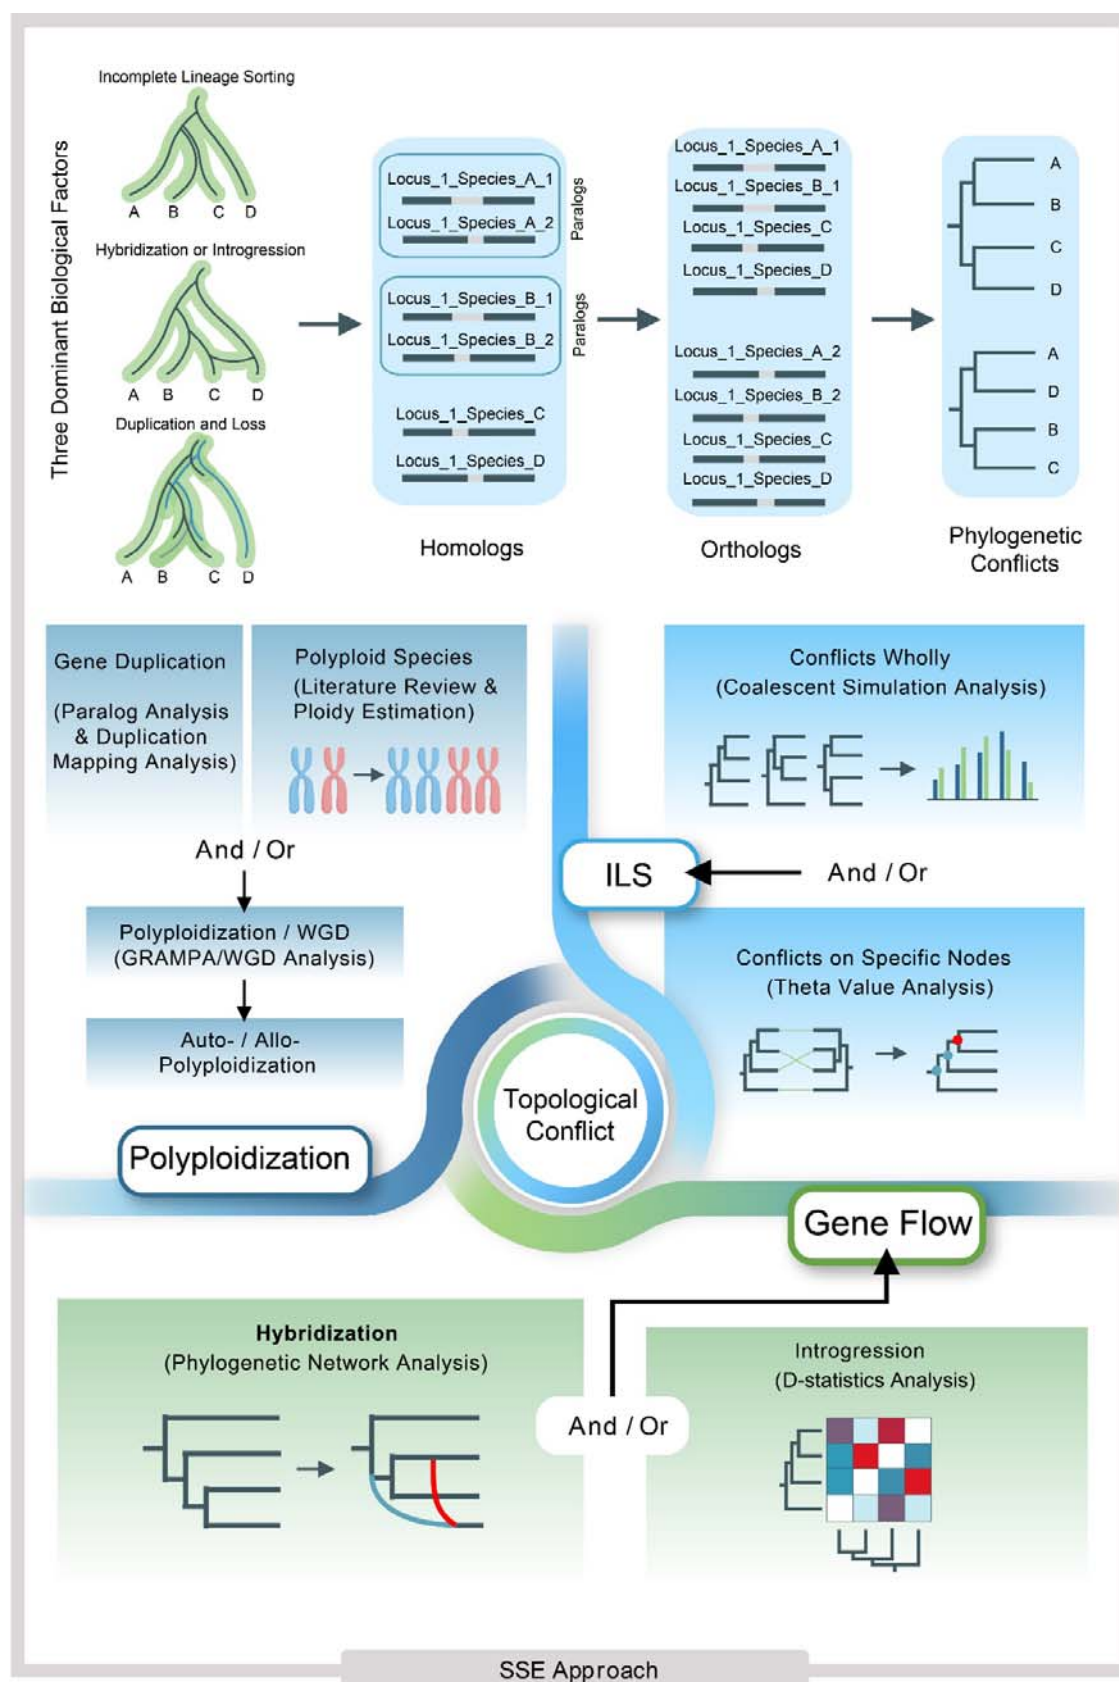 Three Dominant Biological Factors
Incomplete Lineage Sorting
A B C D
Hybridization or Introgression
A B C D
Duplication and Loss
A B C D
Locus_1_Species_A_1
Locus_1_Species_A_2
Paralogs
Locus_1_Species_B_1
Locus_1_Species_B_2
Paralogs
Locus_1_Species_C
Locus_1_Species_D
Homologs
Locus_1_Species_A_1
Locus_1_Species_B_1
Locus_1_Species_C
Locus_1_Species_D
Locus_1_Species_A_2
Locus_1_Species_B_2
Locus_1_Species_C
Locus_1_Species_D
Orthologs
A
B
C
D
A
D
B
C
Phylogenetic
Conflicts
Gene Duplication
(Paralog Analysis
& Duplication
Mapping Analysis)
Polyploid Species
(Literature Review &
Ploidy Estimation)
And / Or
Polyploidization / WGD
(GRAMPA/WGD Analysis)
Auto- / Allo-
Polyploidization
Polyploidization
Conflicts Wholly
(Coalescent Simulation Analysis)
ILS
And / Or
Conflicts on Specific Nodes
(Theta Value Analysis)
Topological
Conflict
Gene Flow
Hybridization
(Phylogenetic Network Analysis)
And / Or
Introgression
(D-statistics Analysis)
SSE Approach